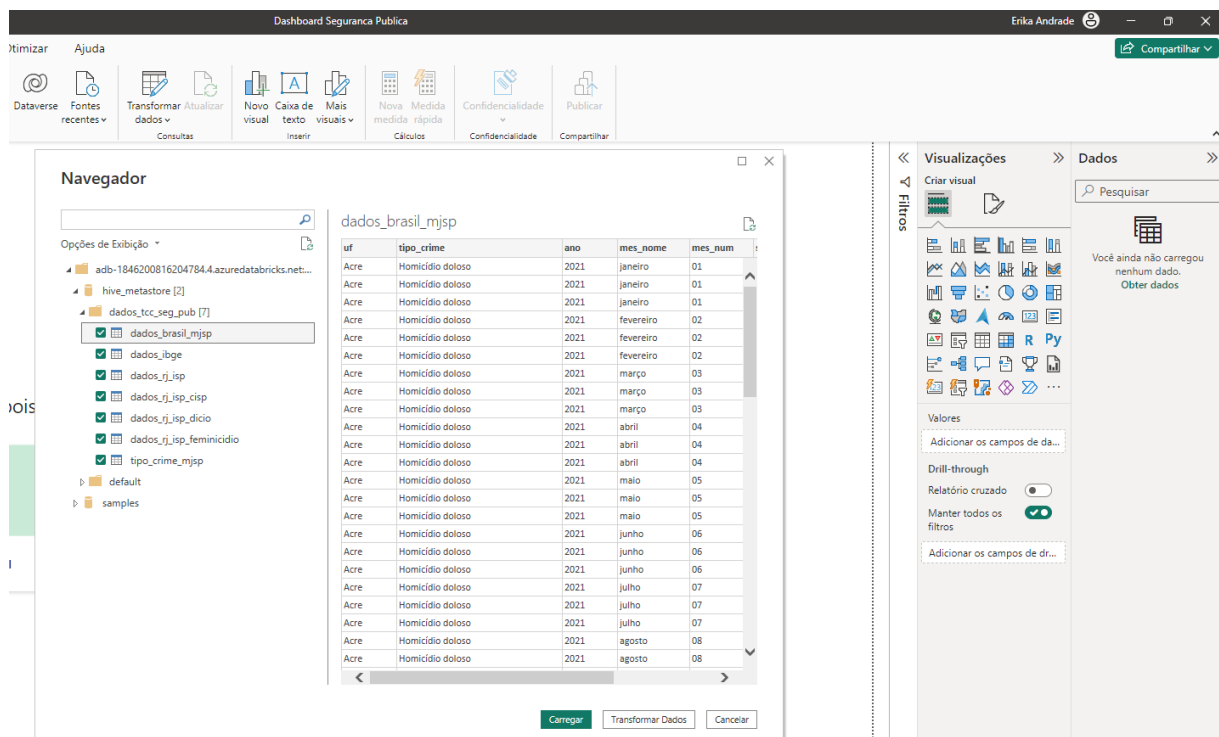 Dashboard Seguranca Publica
Erika Andrade
Otimizar Ajuda
Compartilhar
Dataverse
Fontes
recentes
Transformar
dados
Atualizar
Consultas
Novo
visual
Caixa de
texto
Mais
visuais
Inserir
Nova
medida
Medida
rápida
Cálculos
Confidencialidade
Confidencialidade
Publicar
Compartilhar
pois
Navegador
Opções de Exibição
adb-1846200816204784.4.azuredatabricks.net:...
hive_metastore [2]
dados_tcc_seg_pub [7]
dados_brasil_mjsp
dados_ibge
dados_rj_isp
dados_rj_isp_cisp
dados_rj_isp_dicio
dados_rj_isp_feminicidio
tipo_crime_mjsp
default
samples
dados_brasil_mjsp
uf tipo_crime ano mes_nome mes_num
Acre Homicídio doloso 2021 janeiro 01
Acre Homicídio doloso 2021 janeiro 01
Acre Homicídio doloso 2021 janeiro 01
Acre Homicídio doloso 2021 fevereiro 02
Acre Homicídio doloso 2021 fevereiro 02
Acre Homicídio doloso 2021 fevereiro 02
Acre Homicídio doloso 2021 março 03
Acre Homicídio doloso 2021 março 03
Acre Homicídio doloso 2021 março 03
Acre Homicídio doloso 2021 abril 04
Acre Homicídio doloso 2021 abril 04
Acre Homicídio doloso 2021 abril 04
Acre Homicídio doloso 2021 maio 05
Acre Homicídio doloso 2021 maio 05
Acre Homicídio doloso 2021 maio 05
Acre Homicídio doloso 2021 junho 06
Acre Homicídio doloso 2021 junho 06
Acre Homicídio doloso 2021 junho 06
Acre Homicídio doloso 2021 julho 07
Acre Homicídio doloso 2021 julho 07
Acre Homicídio doloso 2021 julho 07
Acre Homicídio doloso 2021 agosto 08
Acre Homicídio doloso 2021 agosto 08
Carregar
Transformar Dados
Cancelar
Filtros
Visualizações
Criar visual
123
R Py
123
Valores
Adicionar os campos de da...
Drill-through
Relatório cruzado
Manter todos os
filtros
Adicionar os campos de dr...
Dados
Pesquisar
Você ainda não carregou
nenhum dado.
Obter dados